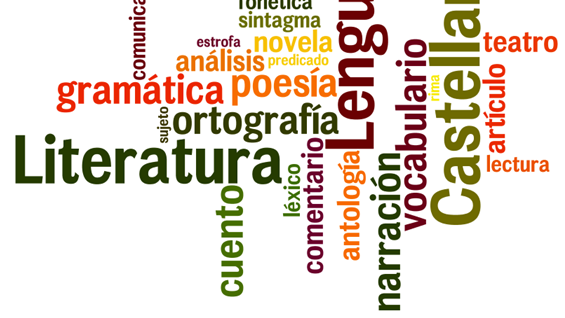 fonética
sintagma
comunica
estrofa
novela
Lengu
Castellan
teatro
análisis
predicado
gramática
poesía
rima
vocabulario
artículo
sujeto
ortografía
Literatura
lectura
léxico
comentario
antología
narración
cuento